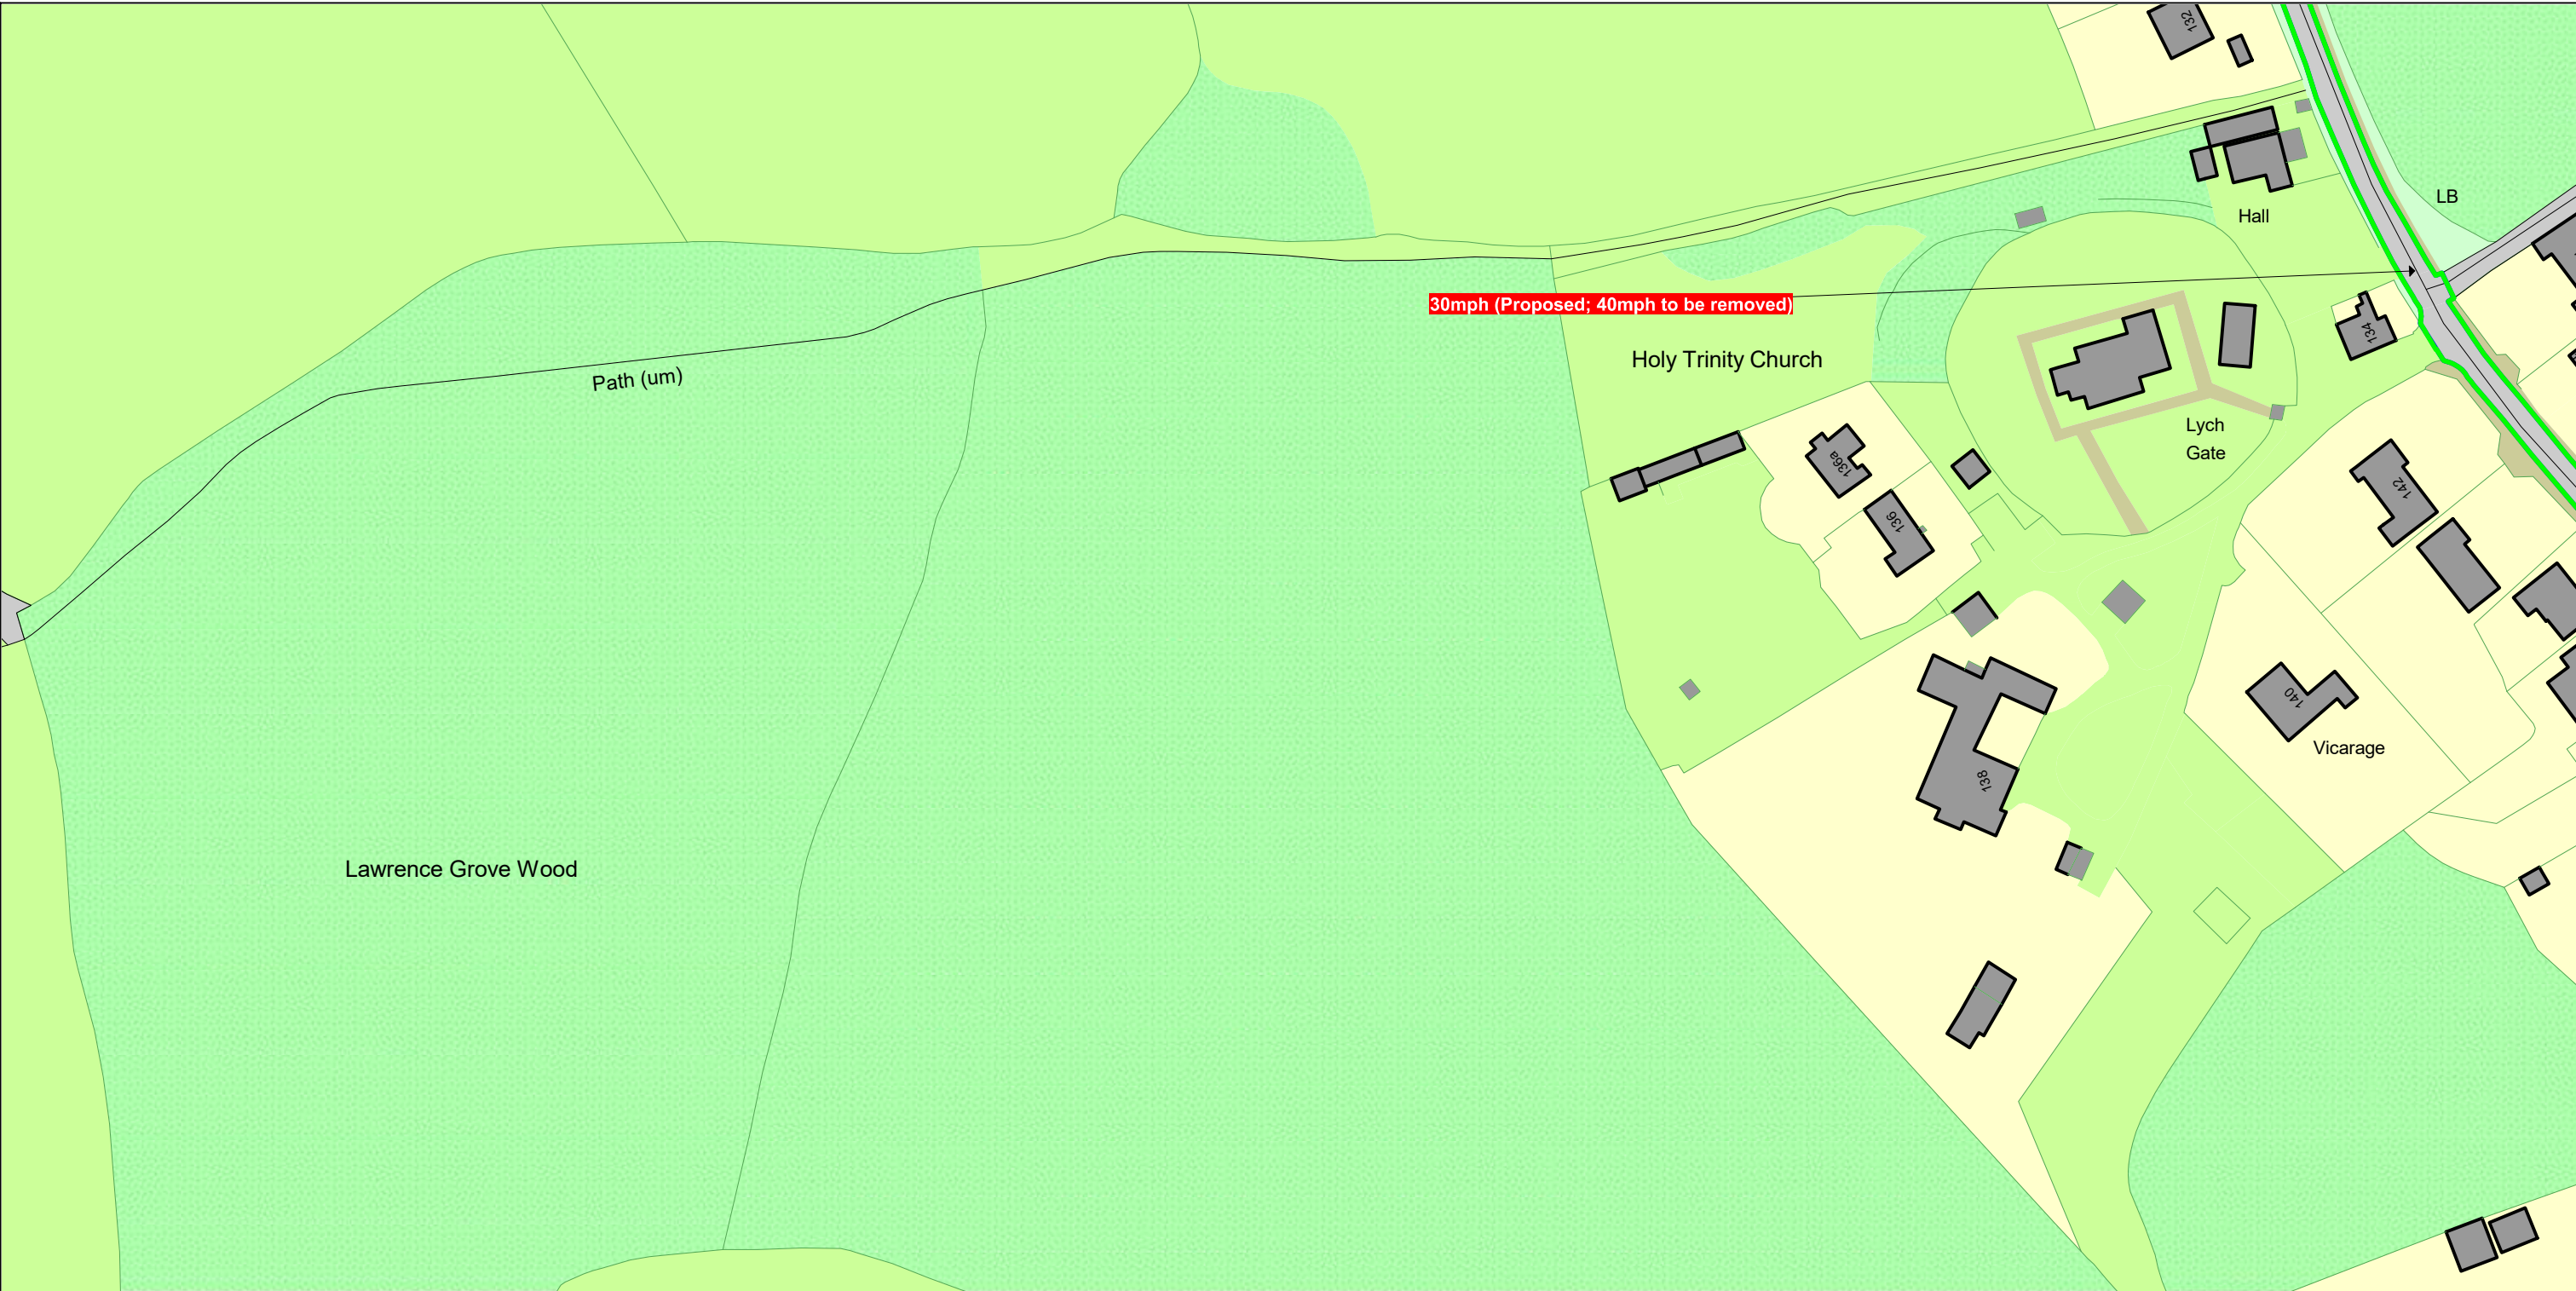 132
LB
Hall
30mph (Proposed; 40mph to be removed)
134
Holy Trinity Church
Path (um)
Lych
Gate
136a
142
136
140
Vicarage
138
Lawrence Grove Wood